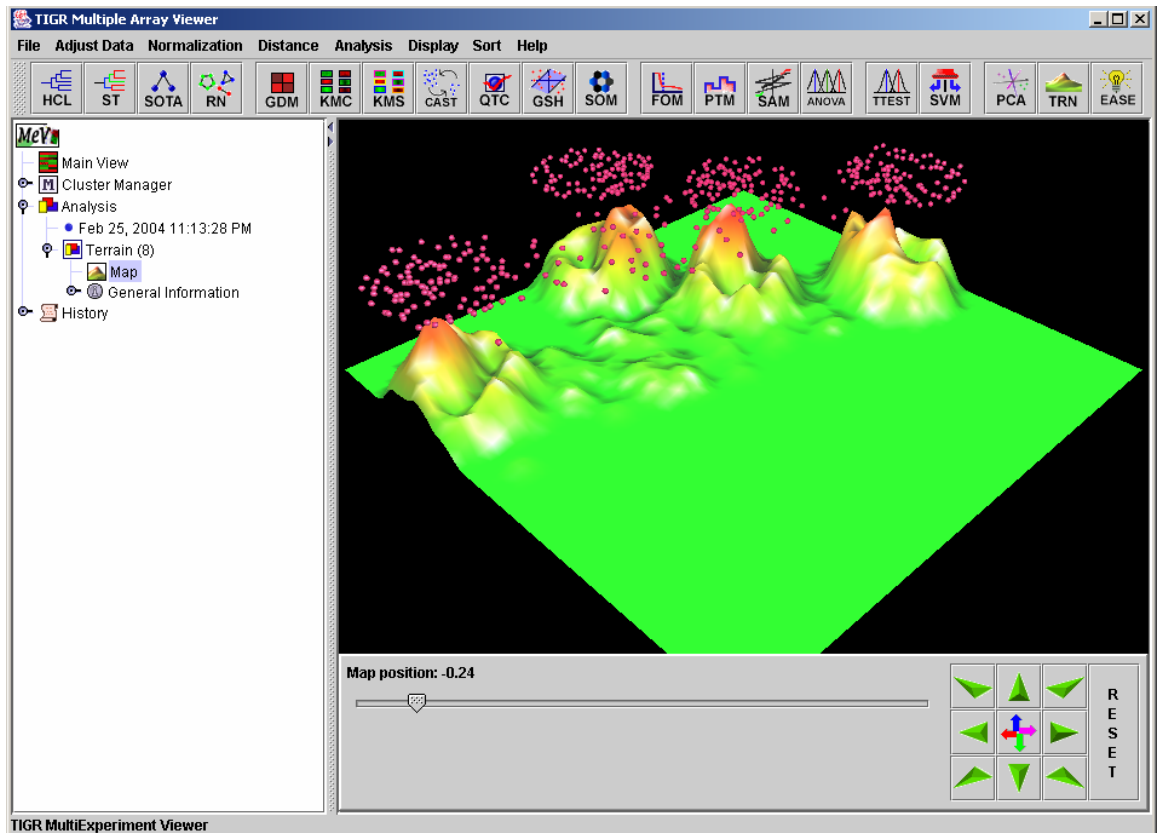 TIGR Multiple Array Viewer
File Adjust Data Normalization Distance Analysis Display Sort Help
HCL ST SOTA RN GDM KMC KMS CAST QTC GSH SOM FOM PTM SAM ANOVA TTEST SVM PCA TRN EASE
MeV
Main View
M Cluster Manager
Analysis
Feb 25, 2004 11:13:28 PM
Terrain (8)
Map
General Information
History
Map position: -0.24
RESET
TIGR MultiExperiment Viewer